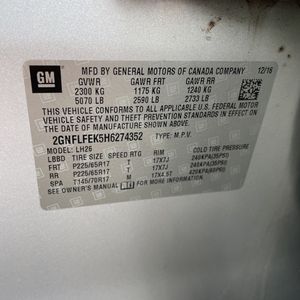 GM
MFD BY GENERAL MOTORS OF CANADA COMPANY 12/16
GVWR GAWR FRT GAWR RR
2300 KG 1175 KG 1240 KG
5070 LB 2590 LB 2733 LB
THIS VEHICLE CONFORMS TO ALL APPLICABLE U.S. FEDERAL MOTOR
VEHICLE SAFETY AND THEFT PREVENTION STANDARDS IN EFFECT ON THE
DATE OF MANUFACTURE SHOWN ABOVE.
2GNFLFEK5H6274352 TYPE: M.P.V.
MODEL: LH26
LBBD TIRE SIZE SPEED RTG RIM COLD TIRE PRESSURE
FRT P225/65R17 T 17X7J 240KPA(35PSI)
RR P225/65R17 T 17X7J 240KPA(35PSI)
SPA T145/70R17 M 17X4.5T 420KPA(60PSI)
SEE OWNER'S MANUAL FOR MORE INFORMATION.